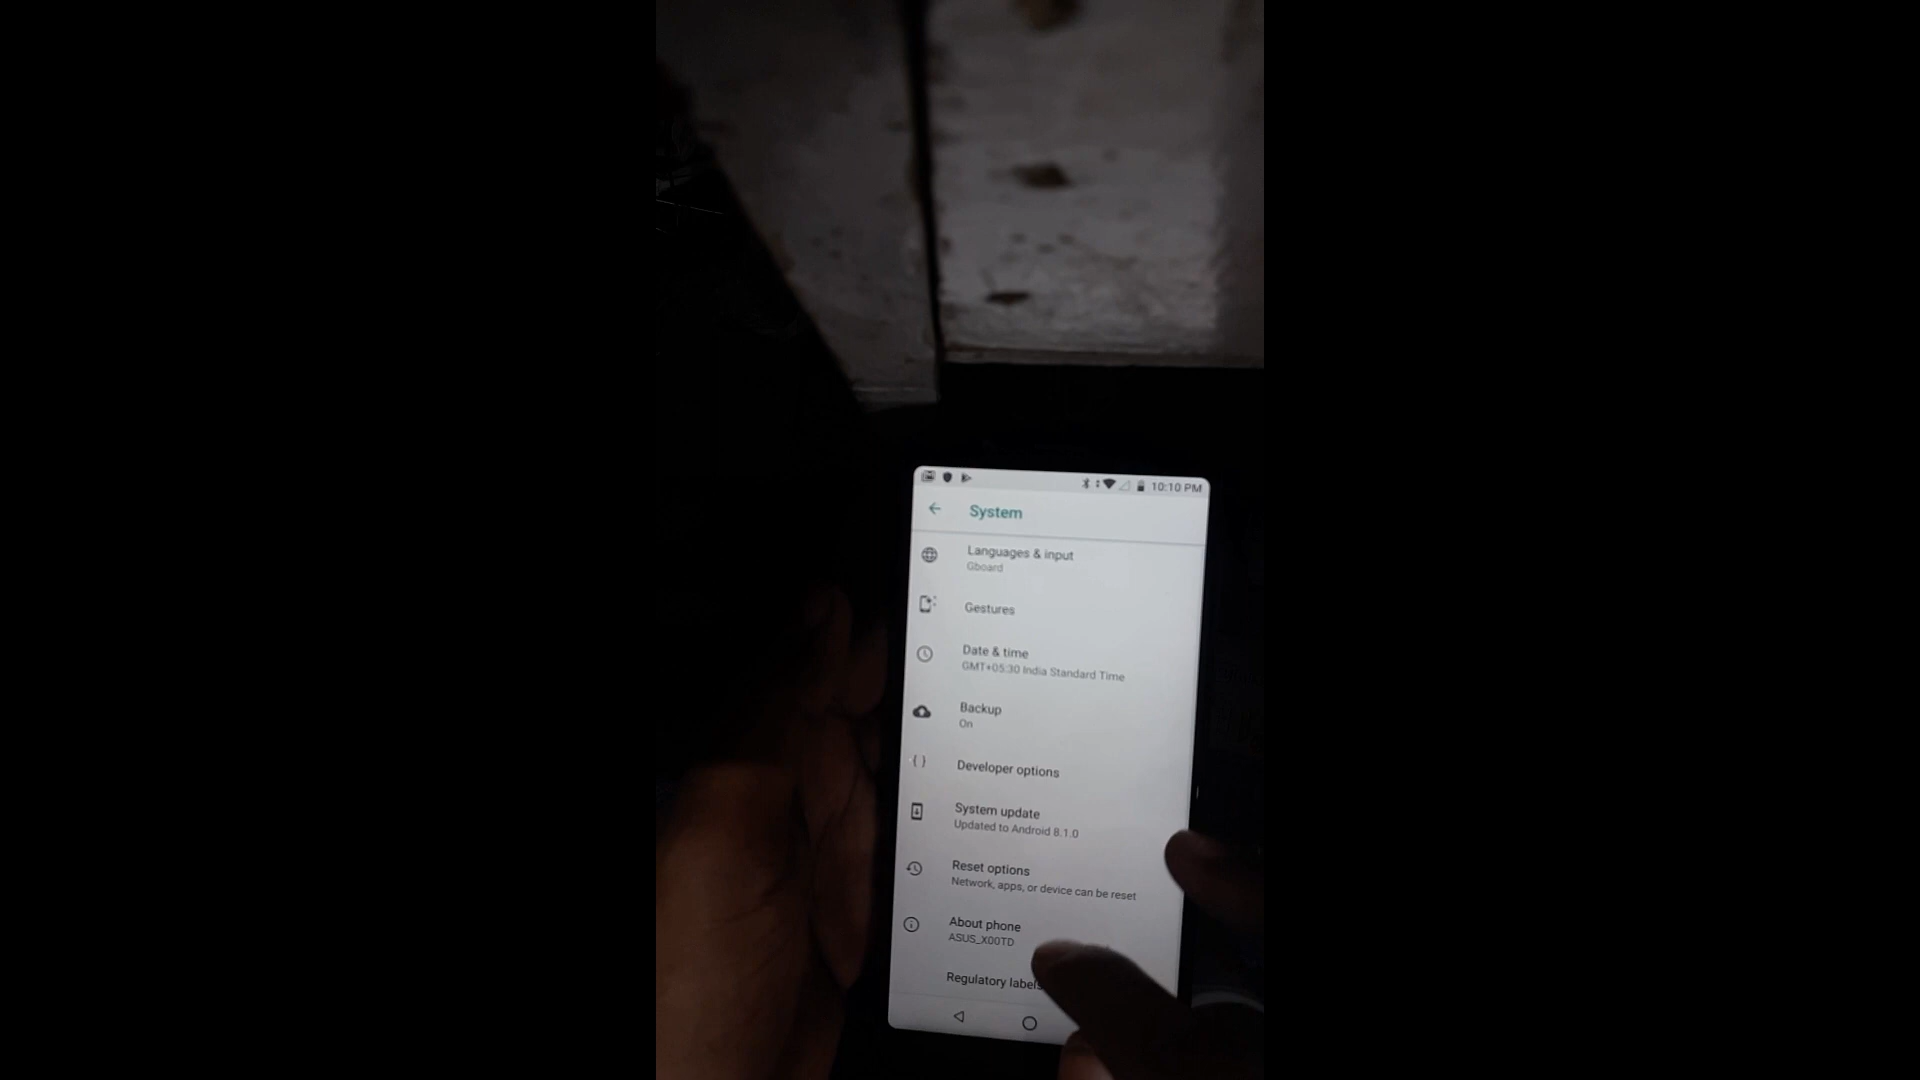 10:10 PM
System
Languages & input
Gboard
Gestures
Date & time
GMT+05:30 India Standard Time
Backup
On
Developer options
System update
Updated to Android 8.1.0
Reset options
Network, apps, or device can be reset
About phone
ASUS_X00TD
Regulatory labels